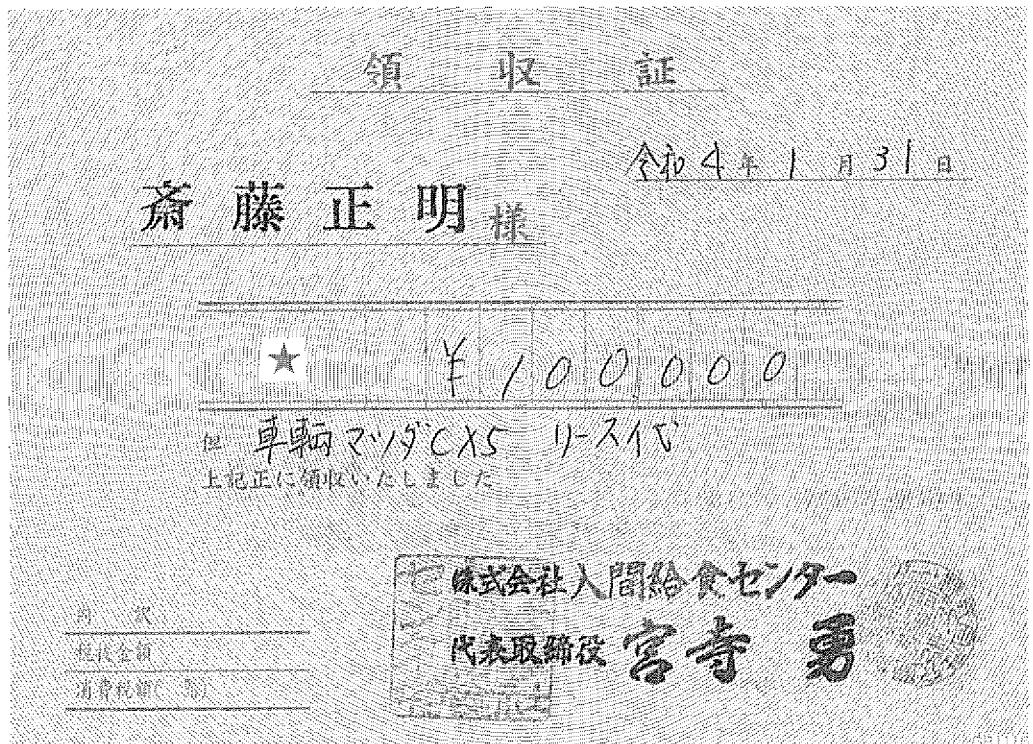 領収証
令和4年1月31日
斎藤正明様
★ ¥100,000
但 車輌マツダCX5 リース代
上記正に領収いたしました
株式会社入間給食センター
代表取締役 宮寺 勇
内訳
税抜金額
消費税額( %)